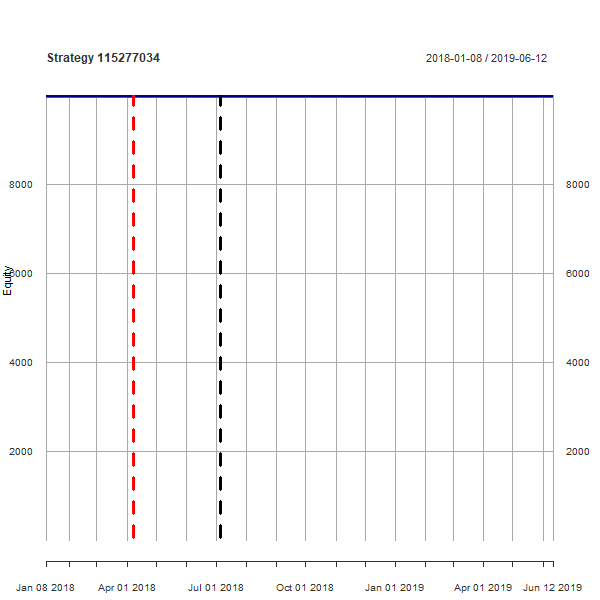 Strategy 115277034
2018-01-08 / 2019-06-12
8000
8000
Equity
6000
6000
4000
4000
2000
2000
Jan 08 2018
Apr 01 2018
Jul 01 2018
Oct 01 2018
Jan 01 2019
Apr 01 2019
Jun 12 2019